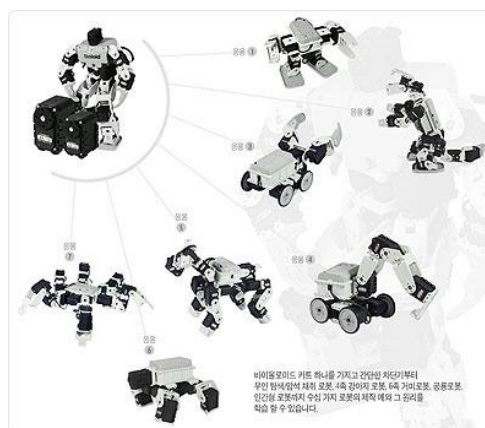 응용 1
응용 2
응용 3
응용 4
응용 5
응용 6
응용 7
바이올로이드 키트 하나를 가지고 간단한 차단기부터
무인 탐색/암석 채취 로봇, 4족 강아지 로봇, 6족 거미로봇, 공룡로봇,
인간형 로봇까지 수십 가지 로봇의 제작 예와 그 원리를
학습 할 수 있습니다.